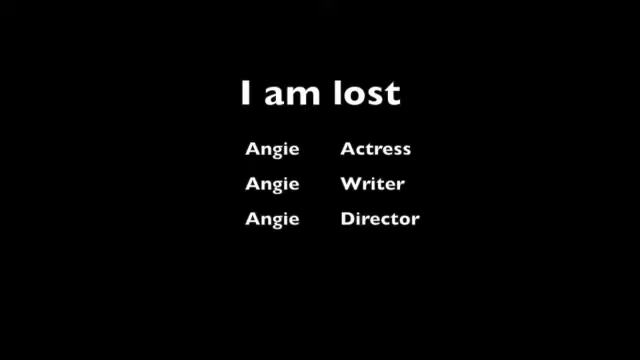 I am lost
Angie Actress
Angie Writer
Angie Director